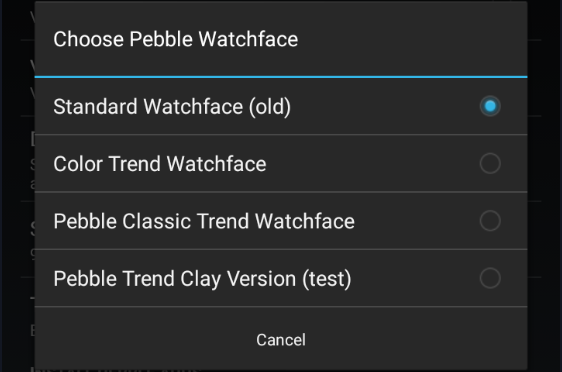 Choose Pebble Watchface
Standard Watchface (old)
Color Trend Watchface
Pebble Classic Trend Watchface
Pebble Trend Clay Version (test)
Cancel